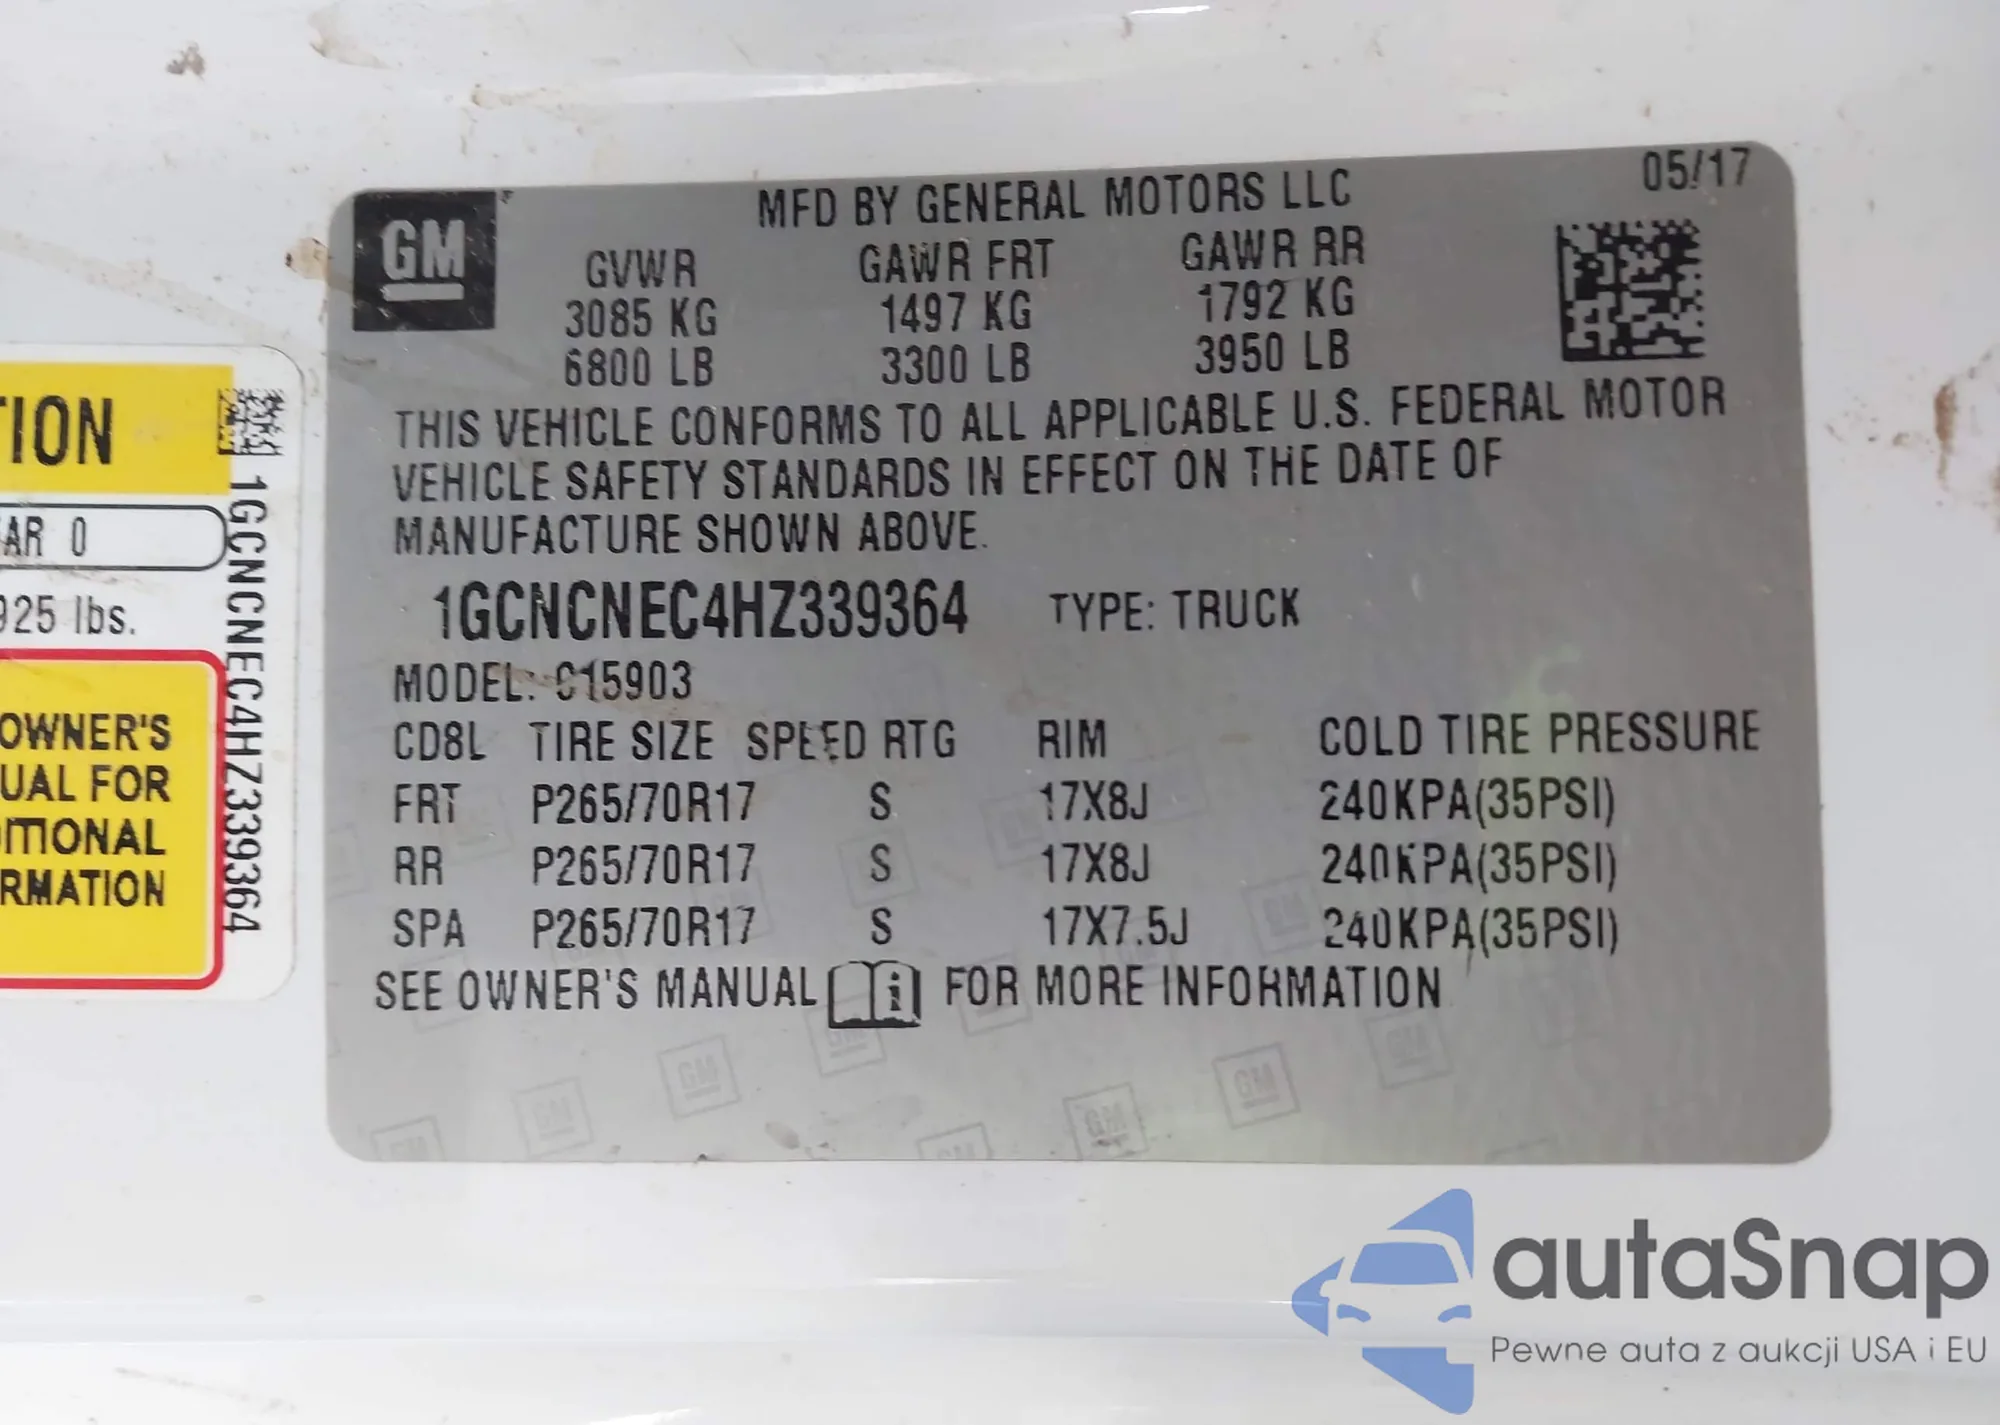 05/17
MFD BY GENERAL MOTORS LLC
GM
GVWR GAWR FRT GAWR RR
3085 KG 1497 KG 1792 KG
6800 LB 3300 LB 3950 LB
THIS VEHICLE CONFORMS TO ALL APPLICABLE U.S. FEDERAL MOTOR
VEHICLE SAFETY STANDARDS IN EFFECT ON THE DATE OF
MANUFACTURE SHOWN ABOVE.
1GCNCNEC4HZ339364 TYPE: TRUCK
MODEL: C15903
CD8L TIRE SIZE SPEED RTG RIM COLD TIRE PRESSURE
FRT P265/70R17 S 17X8J 240KPA(35PSI)
RR P265/70R17 S 17X8J 240KPA(35PSI)
SPA P265/70R17 S 17X7.5J 240KPA(35PSI)
SEE OWNER'S MANUAL i FOR MORE INFORMATION
TION
AR 0
925 lbs.
OWNER'S
UAL FOR
ITIONAL
RMATION
1GCNCNEC4HZ339364
autaSnap
Pewne auta z aukcji USA i EU